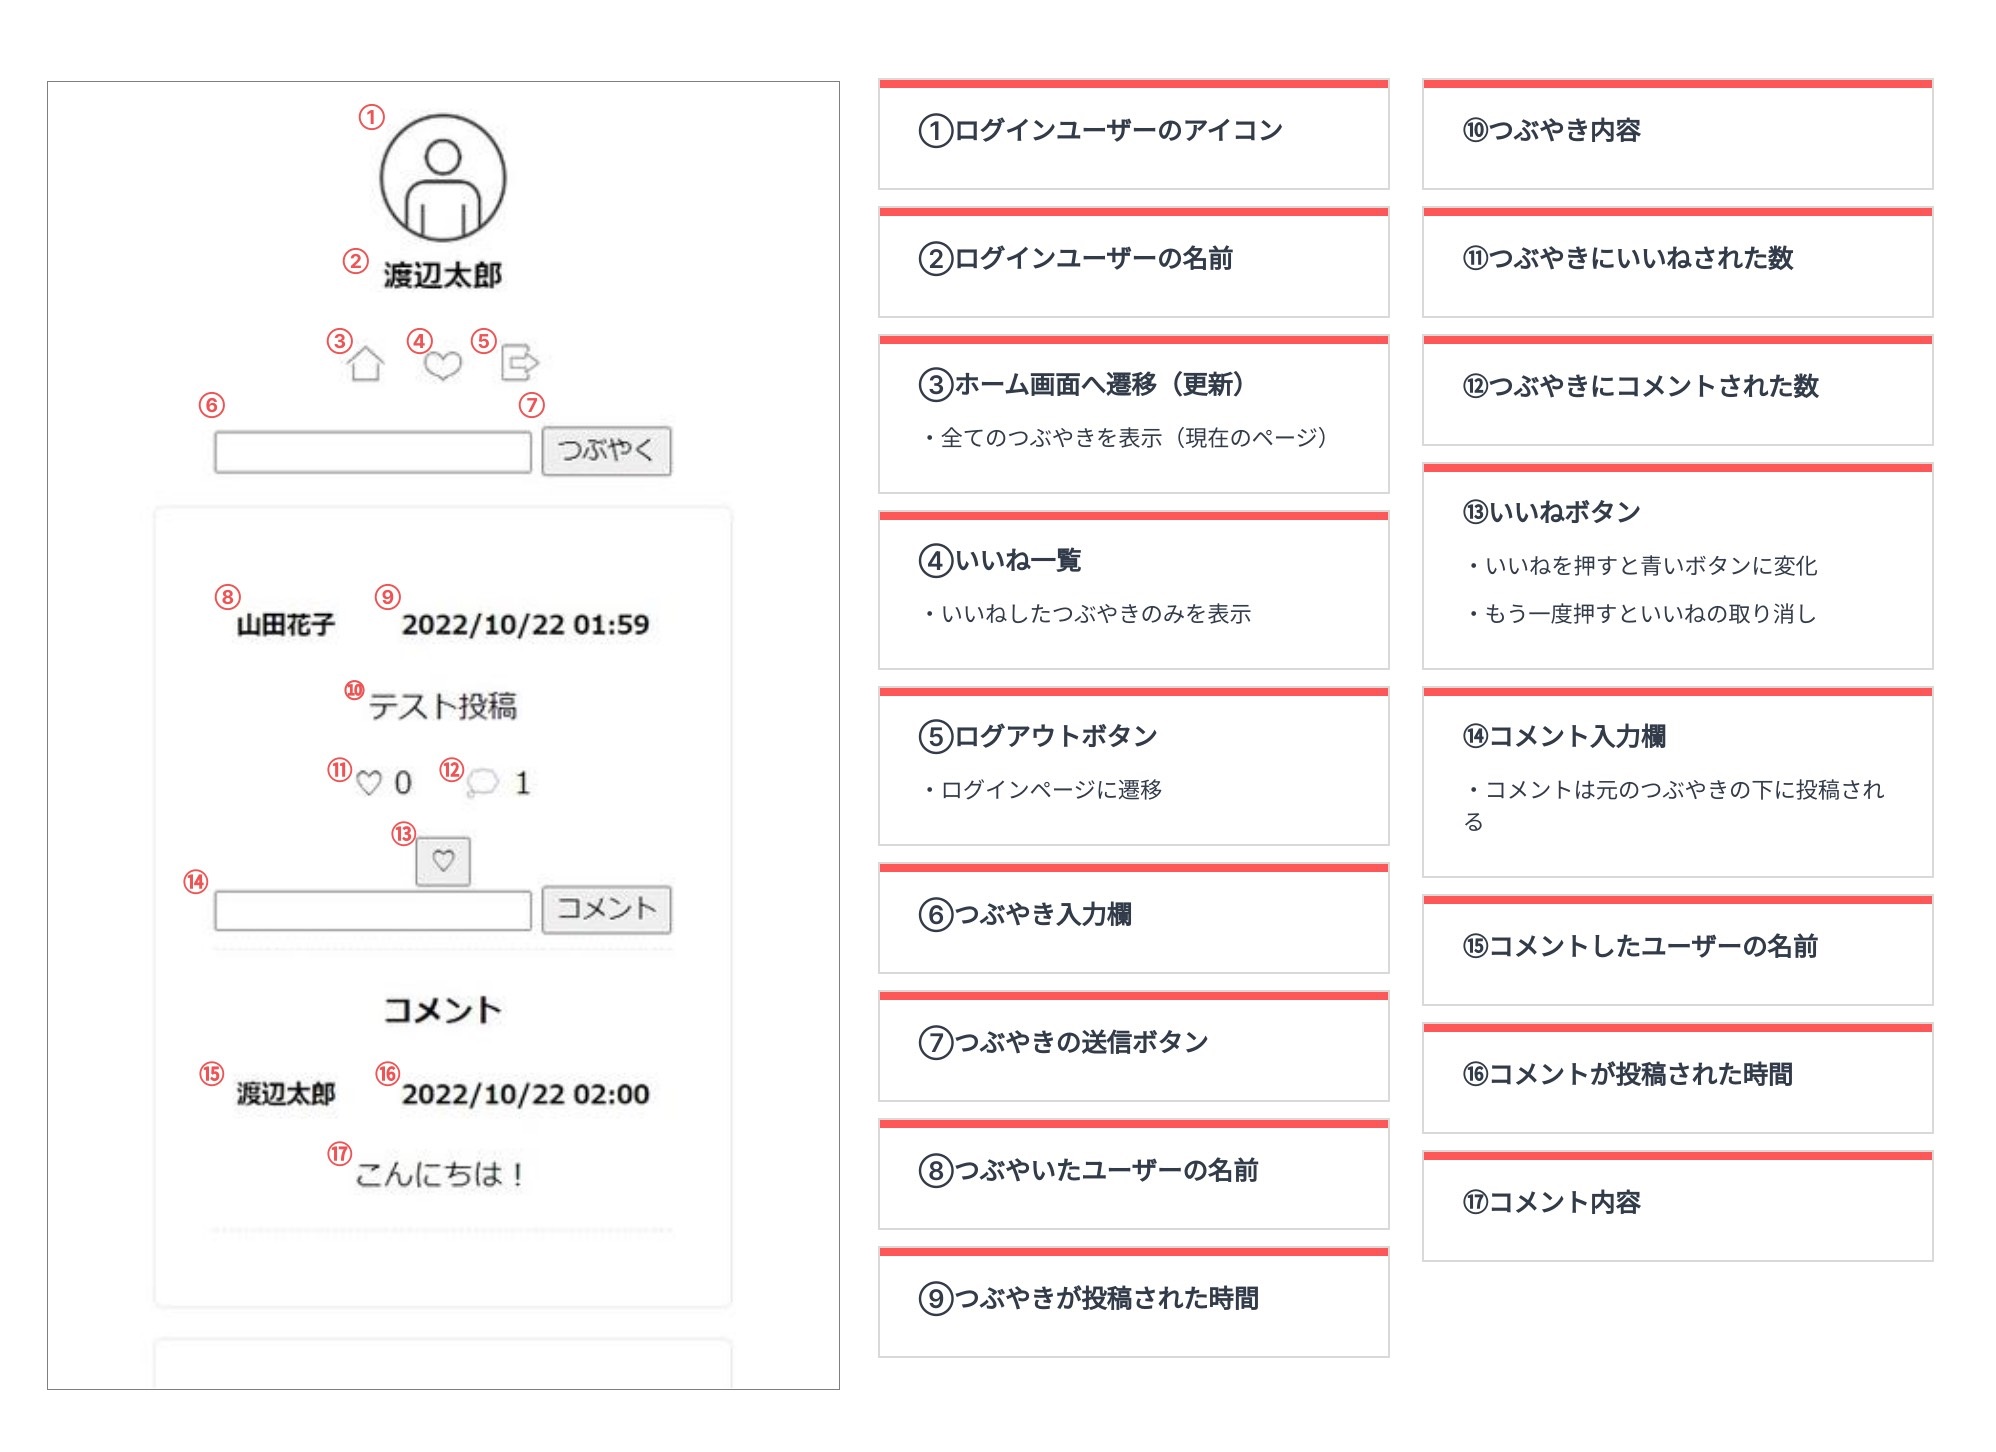 ①
②
渡辺太郎
③ ④ ⑤
⑥ ⑦
つぶやく
⑧ ⑨
山田花子 2022/10/22 01:59
⑩テスト投稿
⑪♡ 0 ⑫ 1
⑬
♡
⑭
コメント
コメント
⑮ ⑯
渡辺太郎 2022/10/22 02:00
⑰
こんにちは！
①ログインユーザーのアイコン
②ログインユーザーの名前
③ホーム画面へ遷移（更新）
・全てのつぶやきを表示（現在のページ）
④いいね一覧
・いいねしたつぶやきのみを表示
⑤ログアウトボタン
・ログインページに遷移
⑥つぶやき入力欄
⑦つぶやきの送信ボタン
⑧つぶやいたユーザーの名前
⑨つぶやきが投稿された時間
⑩つぶやき内容
⑪つぶやきにいいねされた数
⑫つぶやきにコメントされた数
⑬いいねボタン
・いいねを押すと青いボタンに変化
・もう一度押すといいねの取り消し
⑭コメント入力欄
・コメントは元のつぶやきの下に投稿され
る
⑮コメントしたユーザーの名前
⑯コメントが投稿された時間
⑰コメント内容